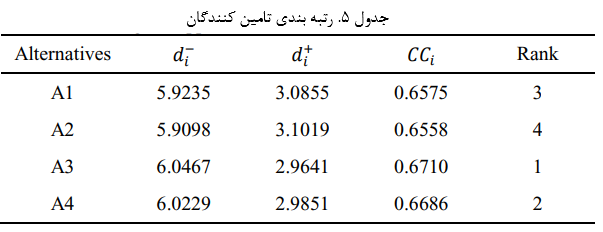 جدول ۵. رتبه بندی تامین کنندگان
Alternatives d_i^- d_i^+ CC_i Rank
A1 5.9235 3.0855 0.6575 3
A2 5.9098 3.1019 0.6558 4
A3 6.0467 2.9641 0.6710 1
A4 6.0229 2.9851 0.6686 2